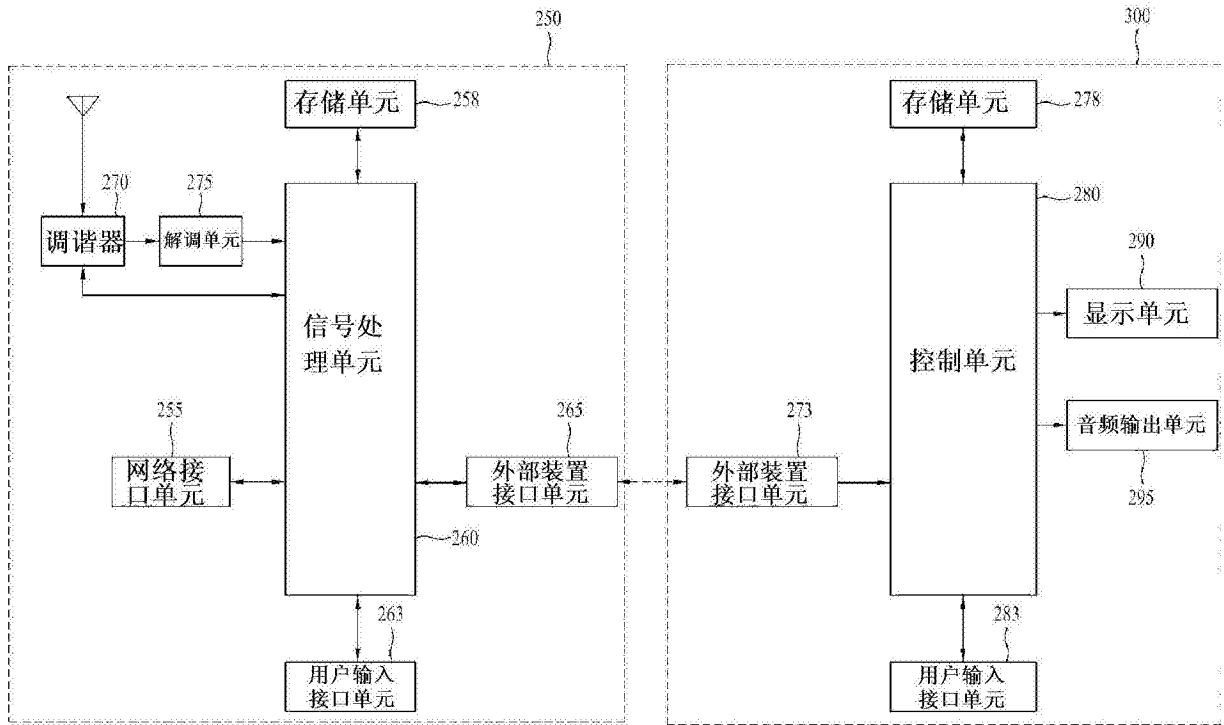 250
300
存储单元
258
存储单元
278
270
275
280
调谐器
解调单元
290
显示单元
信号处
理单元
控制单元
255
265
273
音频输出单元
295
网络接
口单元
外部装置
接口单元
外部装置
接口单元
260
263
283
用户输入
接口单元
用户输入
接口单元